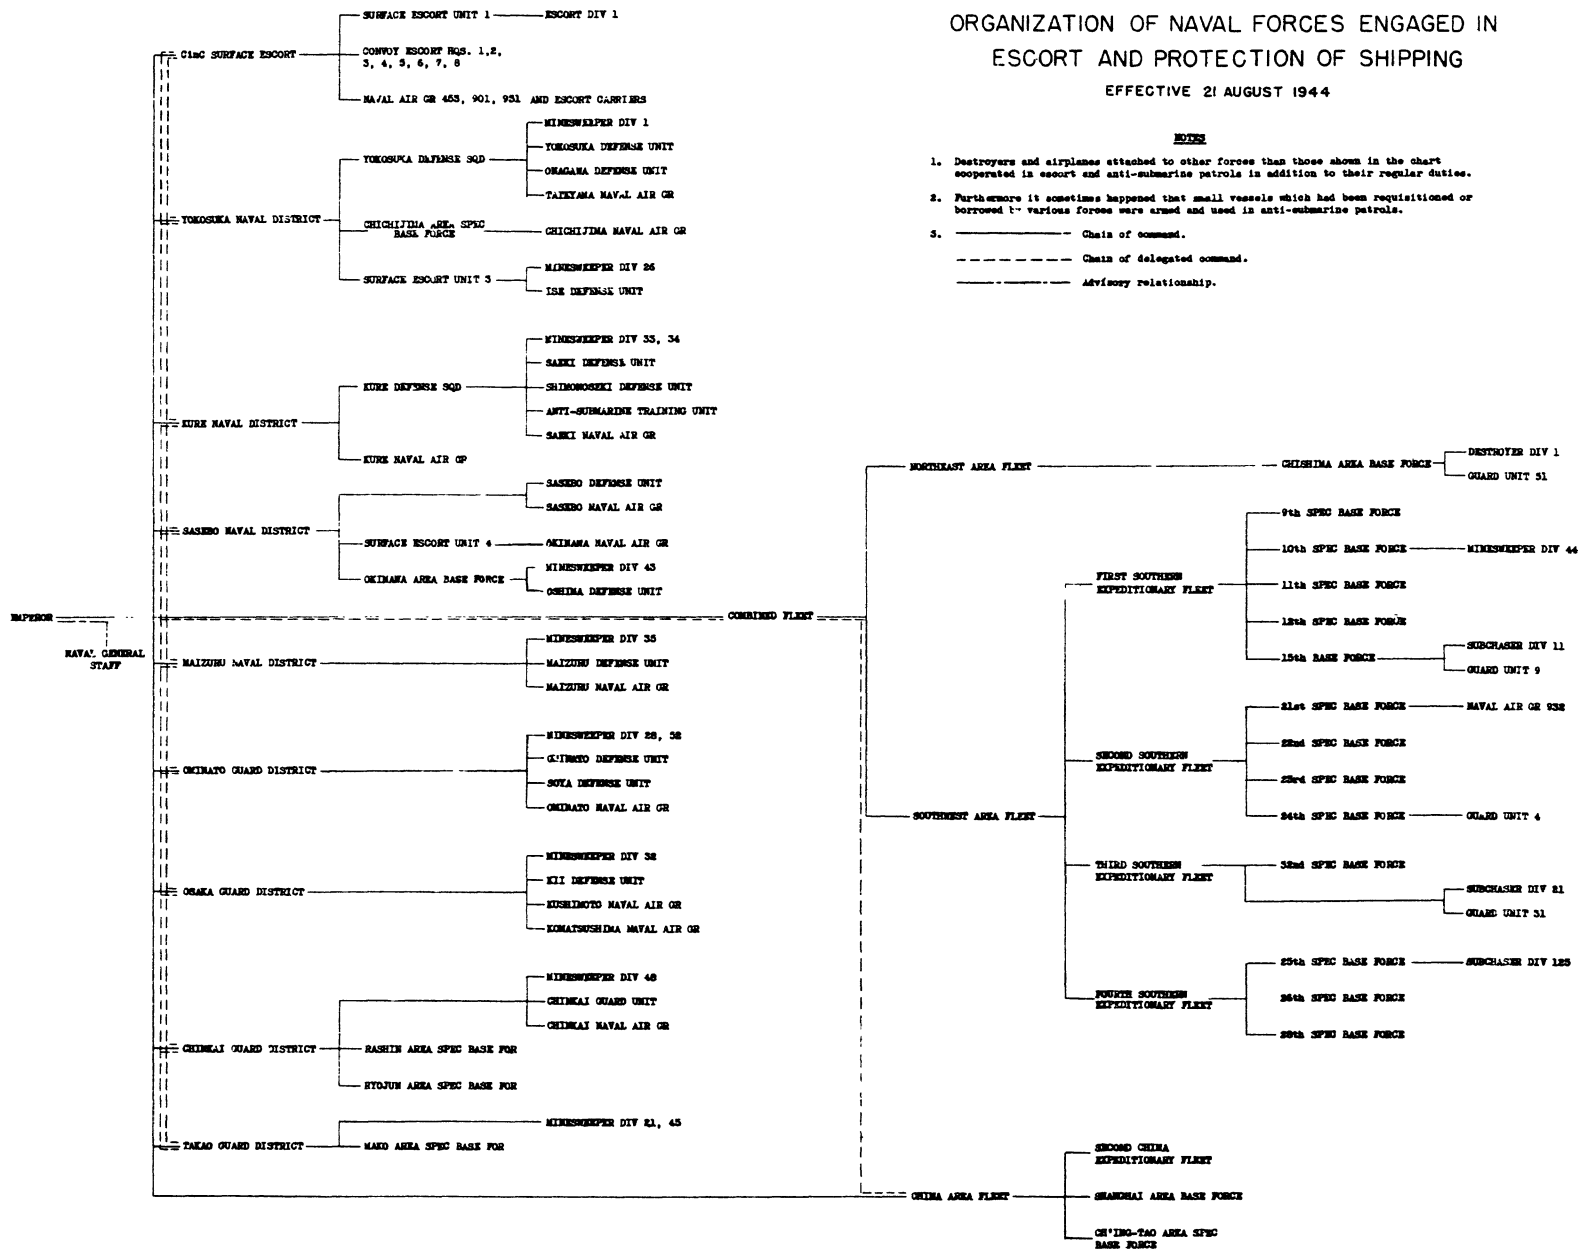 ORGANIZATION OF NAVAL FORCES ENGAGED IN
ESCORT AND PROTECTION OF SHIPPING
EFFECTIVE 21 AUGUST 1944
NOTES
1. Destroyers and airplanes attached to other forces than those shown in the chart
cooperated in escort and anti-submarine patrols in addition to their regular duties.
2. Furthermore it sometimes happened that small vessels which had been requisitioned or
borrowed by various forces were armed and used in anti-submarine patrols.
3. Chain of command.
Chain of delegated command.
Advisory relationship.
EMPEROR
NAVAL GENERAL
STAFF
CinC SURFACE ESCORT
SURFACE ESCORT UNIT 1
ESCORT DIV 1
CONVOY ESCORT HQS. 1,2,
3, 4, 5, 6, 7, 8
NAVAL AIR GR 453, 901, 931 AND ESCORT CARRIERS
YOKOSUKA NAVAL DISTRICT
YOKOSUKA DEFENSE SQD
MINESWEEPER DIV 1
YOKOSUKA DEFENSE UNIT
ONAGAWA DEFENSE UNIT
TATEYAMA NAVAL AIR GR
CHICHIJIMA AREA SPEC
BASE FORCE
CHICHIJIMA NAVAL AIR GR
SURFACE ESCORT UNIT 3
MINESWEEPER DIV 26
ISE DEFENSE UNIT
KURE NAVAL DISTRICT
KURE DEFENSE SQD
MINESWEEPER DIV 33, 34
SAEKI DEFENSE UNIT
SHIMONOSEKI DEFENSE UNIT
ANTI-SUBMARINE TRAINING UNIT
SAEKI NAVAL AIR GR
KURE NAVAL AIR GP
SASEBO NAVAL DISTRICT
SASEBO DEFENSE UNIT
SASEBO NAVAL AIR GR
SURFACE ESCORT UNIT 4
OKINAWA NAVAL AIR GR
OKINAWA AREA BASE FORCE
MINESWEEPER DIV 43
OSHIMA DEFENSE UNIT
MAIZURU NAVAL DISTRICT
MINESWEEPER DIV 35
MAIZURU DEFENSE UNIT
MAIZURU NAVAL AIR GR
OMINATO GUARD DISTRICT
MINESWEEPER DIV 28, 52
OMINATO DEFENSE UNIT
SOYA DEFENSE UNIT
OMINATO NAVAL AIR GR
OSAKA GUARD DISTRICT
MINESWEEPER DIV 32
KII DEFENSE UNIT
KUSHIMOTO NAVAL AIR GR
KOMATSUSHIMA NAVAL AIR GR
CHINKAI GUARD DISTRICT
MINESWEEPER DIV 48
CHINKAI GUARD UNIT
CHINKAI NAVAL AIR GR
RASHIN AREA SPEC BASE FOR
RYOJUN AREA SPEC BASE FOR
TAKAO GUARD DISTRICT
MINESWEEPER DIV 21, 45
MAKO AREA SPEC BASE FOR
COMBINED FLEET
NORTHEAST AREA FLEET
CHISHIMA AREA BASE FORCE
DESTROYER DIV 1
GUARD UNIT 51
SOUTHWEST AREA FLEET
FIRST SOUTHERN
EXPEDITIONARY FLEET
9th SPEC BASE FORCE
10th SPEC BASE FORCE
MINESWEEPER DIV 44
11th SPEC BASE FORCE
12th SPEC BASE FORCE
15th BASE FORCE
SUBCHASER DIV 11
GUARD UNIT 9
SECOND SOUTHERN
EXPEDITIONARY FLEET
21st SPEC BASE FORCE
NAVAL AIR GR 932
22nd SPEC BASE FORCE
23rd SPEC BASE FORCE
24th SPEC BASE FORCE
GUARD UNIT 4
THIRD SOUTHERN
EXPEDITIONARY FLEET
32nd SPEC BASE FORCE
SUBCHASER DIV 21
GUARD UNIT 31
FOURTH SOUTHERN
EXPEDITIONARY FLEET
25th SPEC BASE FORCE
SUBCHASER DIV 125
26th SPEC BASE FORCE
28th SPEC BASE FORCE
CHINA AREA FLEET
SECOND CHINA
EXPEDITIONARY FLEET
SHANGHAI AREA BASE FORCE
CH'ING-TAO AREA SPEC
BASE FORCE